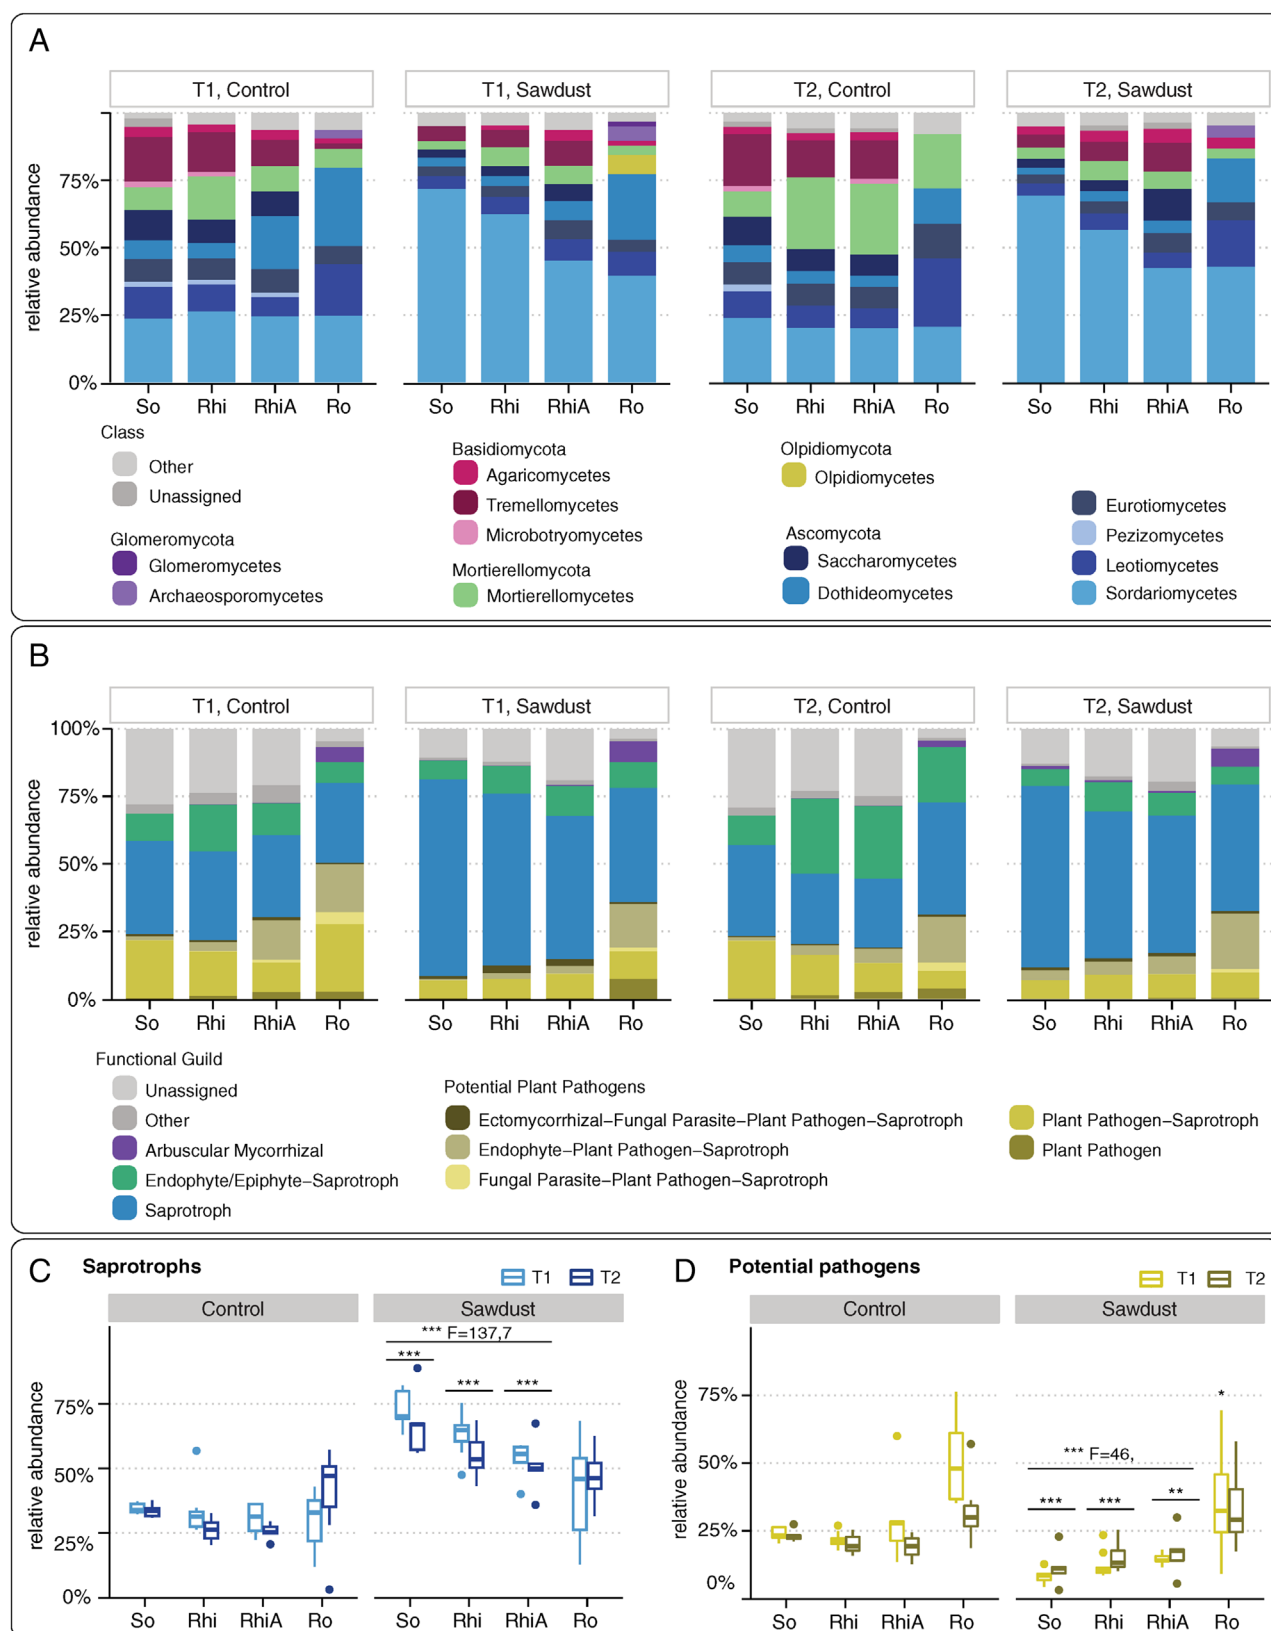 A
T1, Control T1, Sawdust T2, Control T2, Sawdust
relative abundance
75%
50%
25%
0%
So Rhi RhiA Ro So Rhi RhiA Ro So Rhi RhiA Ro So Rhi RhiA Ro
Class
Other
Unassigned
Glomeromycota
Glomeromycetes
Archaeosporomycetes
Basidiomycota
Agaricomycetes
Tremellomycetes
Microbotryomycetes
Mortierellomycota
Mortierellomycetes
Olpidiomycota
Olpidiomycetes
Ascomycota
Saccharomycetes
Dothideomycetes
Eurotiomycetes
Pezizomycetes
Leotiomycetes
Sordariomycetes
B
T1, Control T1, Sawdust T2, Control T2, Sawdust
relative abundance
100%
75%
50%
25%
0%
So Rhi RhiA Ro So Rhi RhiA Ro So Rhi RhiA Ro So Rhi RhiA Ro
Functional Guild
Unassigned
Other
Arbuscular Mycorrhizal
Endophyte/Epiphyte–Saprotroph
Saprotroph
Potential Plant Pathogens
Ectomycorrhizal–Fungal Parasite–Plant Pathogen–Saprotroph
Endophyte–Plant Pathogen–Saprotroph
Fungal Parasite–Plant Pathogen–Saprotroph
Plant Pathogen–Saprotroph
Plant Pathogen
C Saprotrophs
T1 T2
Control Sawdust
*** F=137,7
*** *** ***
relative abundance
75%
50%
25%
0%
So Rhi RhiA Ro So Rhi RhiA Ro
D Potential pathogens
T1 T2
Control Sawdust
*
*** F=46,
*** *** **
relative abundance
75%
50%
25%
0%
So Rhi RhiA Ro So Rhi RhiA Ro